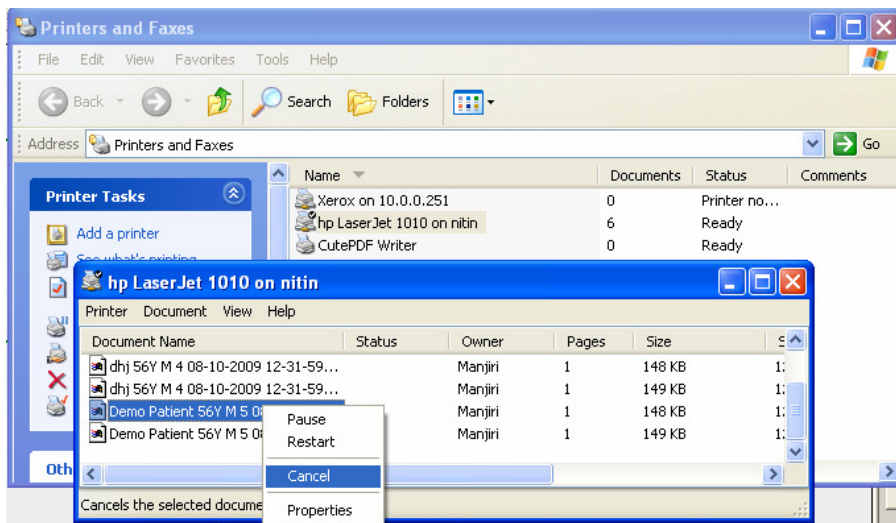 Printers and Faxes
File Edit View Favorites Tools Help
Back Search Folders
Address Printers and Faxes Go
Name Documents Status Comments
Printer Tasks
Xerox on 10.0.0.251 0 Printer no...
hp LaserJet 1010 on nitin 6 Ready
CutePDF Writer 0 Ready
Add a printer
See what's printing
hp LaserJet 1010 on nitin
Printer Document View Help
Document Name Status Owner Pages Size
dhj 56Y M 4 08-10-2009 12-31-59... Manjiri 1 148 KB
dhj 56Y M 4 08-10-2009 12-31-59... Manjiri 1 149 KB
Demo Patient 56Y M 5 Manjiri 1 148 KB
Demo Patient 56Y M 5 Manjiri 1 149 KB
Pause
Restart
Cancel
Properties
Oth
Cancels the selected docume